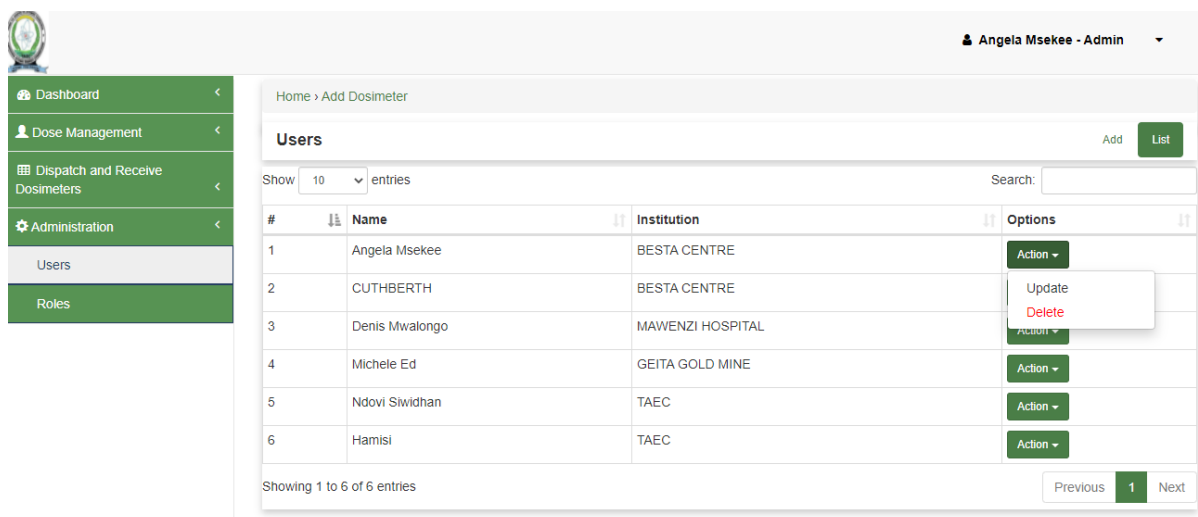 Angela Msekee - Admin
Dashboard
Dose Management
Dispatch and Receive
Dosimeters
Administration
Users
Roles
Home › Add Dosimeter
Users Add List
Show 10 entries Search:
# Name Institution Options
1 Angela Msekee BESTA CENTRE Action
Update
Delete
2 CUTHBERTH BESTA CENTRE
3 Denis Mwalongo MAWENZI HOSPITAL Action
4 Michele Ed GEITA GOLD MINE Action
5 Ndovi Siwidhan TAEC Action
6 Hamisi TAEC Action
Showing 1 to 6 of 6 entries Previous 1 Next